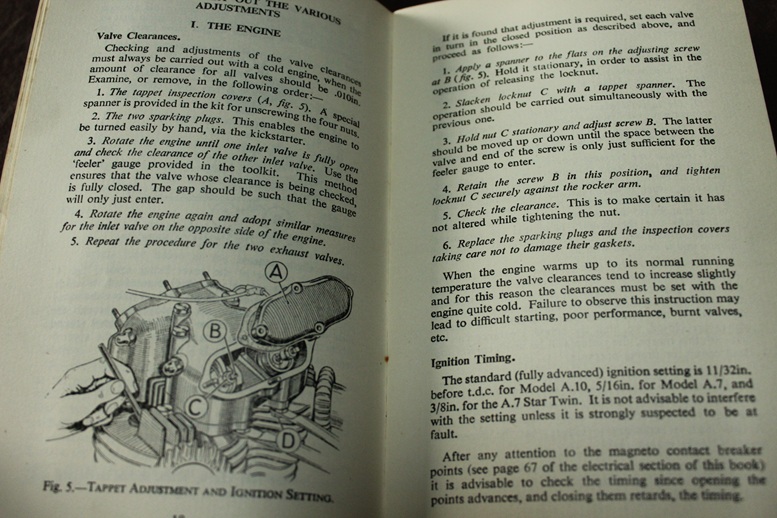 OUT THE VARIOUS
ADJUSTMENTS
I. THE ENGINE
Valve Clearances.
Checking and adjustments of the valve clearances
must always be carried out with a cold engine, when the
amount of clearance for all valves should be .010in.
Examine, or remove, in the following order:—
1. The tappet inspection covers (A, fig. 5). A special
spanner is provided in the kit for unscrewing the four nuts.
2. The two sparking plugs. This enables the engine to
be turned easily by hand, via the kickstarter.
3. Rotate the engine until one inlet valve is fully open
and check the clearance of the other inlet valve. Use the
'feeler' gauge provided in the toolkit. This method
ensures that the valve whose clearance is being checked,
is fully closed. The gap should be such that the gauge
will only just enter.
4. Rotate the engine again and adopt similar measures
for the inlet valve on the opposite side of the engine.
5. Repeat the procedure for the two exhaust valves.
A
B
C
D
Fig. 5.—TAPPET ADJUSTMENT AND IGNITION SETTING.
If it is found that adjustment is required, set each valve
in turn in the closed position as described above, and
proceed as follows:—
1. Apply a spanner to the flats on the adjusting screw
at B (fig. 5). Hold it stationary, in order to assist in the
operation of releasing the locknut.
2. Slacken locknut C with a tappet spanner. The
operation should be carried out simultaneously with the
previous one.
3. Hold nut C stationary and adjust screw B. The latter
should be moved up or down until the space between the
valve and end of the screw is only just sufficient for the
feeler gauge to enter.
4. Retain the screw B in this position, and tighten
locknut C securely against the rocker arm.
5. Check the clearance. This is to make certain it has
not altered while tightening the nut.
6. Replace the sparking plugs and the inspection covers
taking care not to damage their gaskets.
When the engine warms up to its normal running
temperature the valve clearances tend to increase slightly
and for this reason the clearances must be set with the
engine quite cold. Failure to observe this instruction may
lead to difficult starting, poor performance, burnt valves,
etc.
Ignition Timing.
The standard (fully advanced) ignition setting is 11/32in.
before t.d.c. for Model A.10, 5/16in. for Model A.7, and
3/8in. for the A.7 Star Twin. It is not advisable to interfere
with the setting unless it is strongly suspected to be at
fault.
After any attention to the magneto contact breaker
points (see page 67 of the electrical section of this book)
it is advisable to check the timing since opening the
points advances, and closing them retards, the timing.